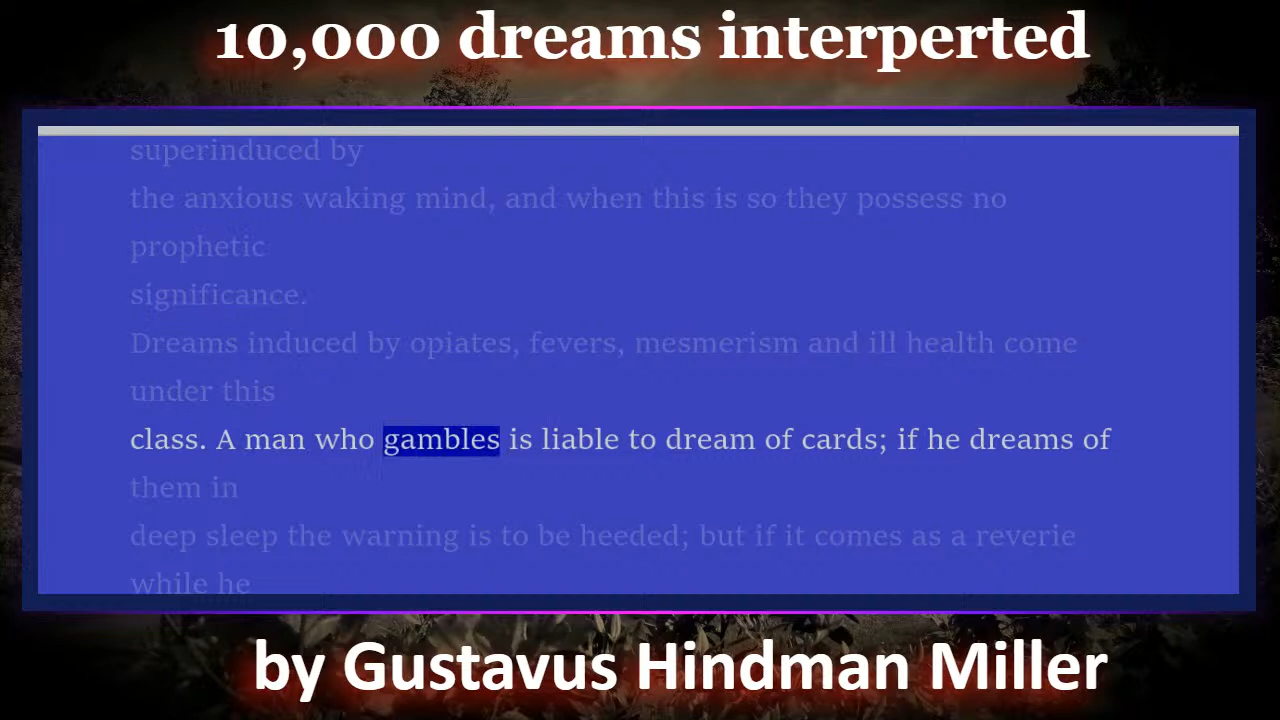 10,000 dreams interperted
superinduced by
the anxious waking mind, and when this is so they possess no
prophetic
significance.
Dreams induced by opiates, fevers, mesmerism and ill health come
under this
class. A man who gambles is liable to dream of cards; if he dreams of
them in
deep sleep the warning is to be heeded; but if it comes as a reverie
while he
by Gustavus Hindman Miller